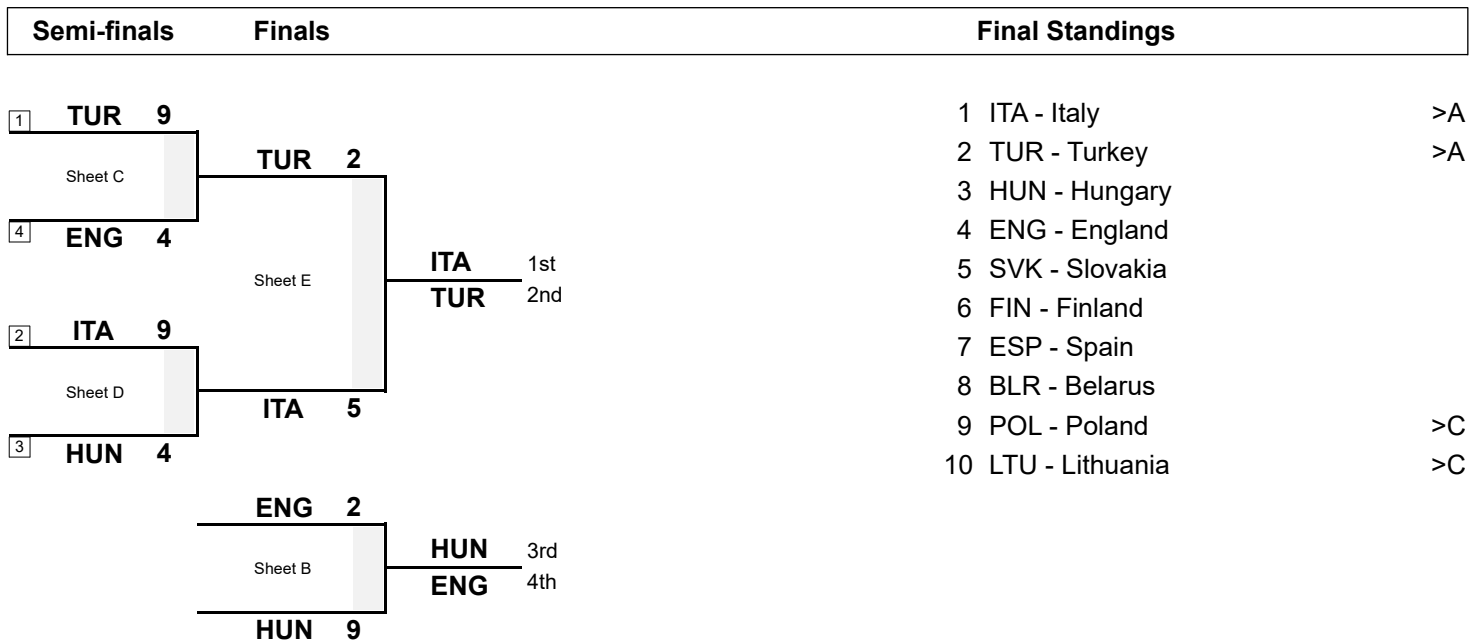 Semi-finals Finals Final Standings
1 TUR 9
Sheet C
4 ENG 4
TUR 2
Sheet E
ITA 5
2 ITA 9
Sheet D
3 HUN 4
ITA 1st
TUR 2nd
ENG 2
Sheet B
HUN 9
HUN 3rd
ENG 4th
1 ITA - Italy >A
2 TUR - Turkey >A
3 HUN - Hungary
4 ENG - England
5 SVK - Slovakia
6 FIN - Finland
7 ESP - Spain
8 BLR - Belarus
9 POL - Poland >C
10 LTU - Lithuania >C